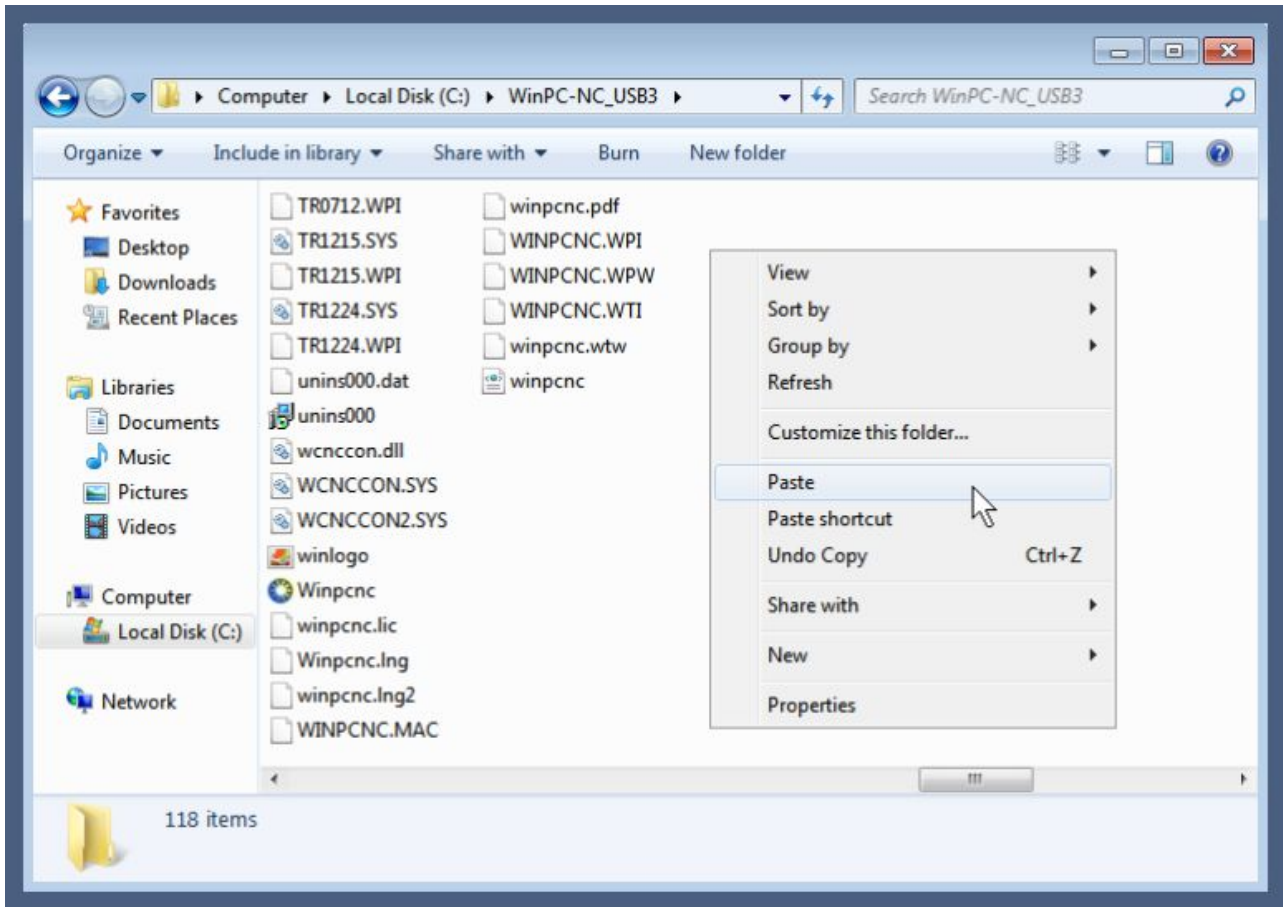 Computer Local Disk (C:) WinPC-NC_USB3
Search WinPC-NC_USB3
Organize Include in library Share with Burn New folder
Favorites
Desktop
Downloads
Recent Places
Libraries
Documents
Music
Pictures
Videos
Computer
Local Disk (C:)
Network
TR0712.WPI
TR1215.SYS
TR1215.WPI
TR1224.SYS
TR1224.WPI
unins000.dat
unins000
wcnccon.dll
WCNCCON.SYS
WCNCCON2.SYS
winlogo
Winpcnc
winpcnc.lic
Winpcnc.lng
winpcnc.lng2
WINPCNC.MAC
winpcnc.pdf
WINPCNC.WPI
WINPCNC.WPW
WINPCNC.WTI
winpcnc.wtw
winpcnc
View
Sort by
Group by
Refresh
Customize this folder...
Paste
Paste shortcut
Undo Copy Ctrl+Z
Share with
New
Properties
118 items